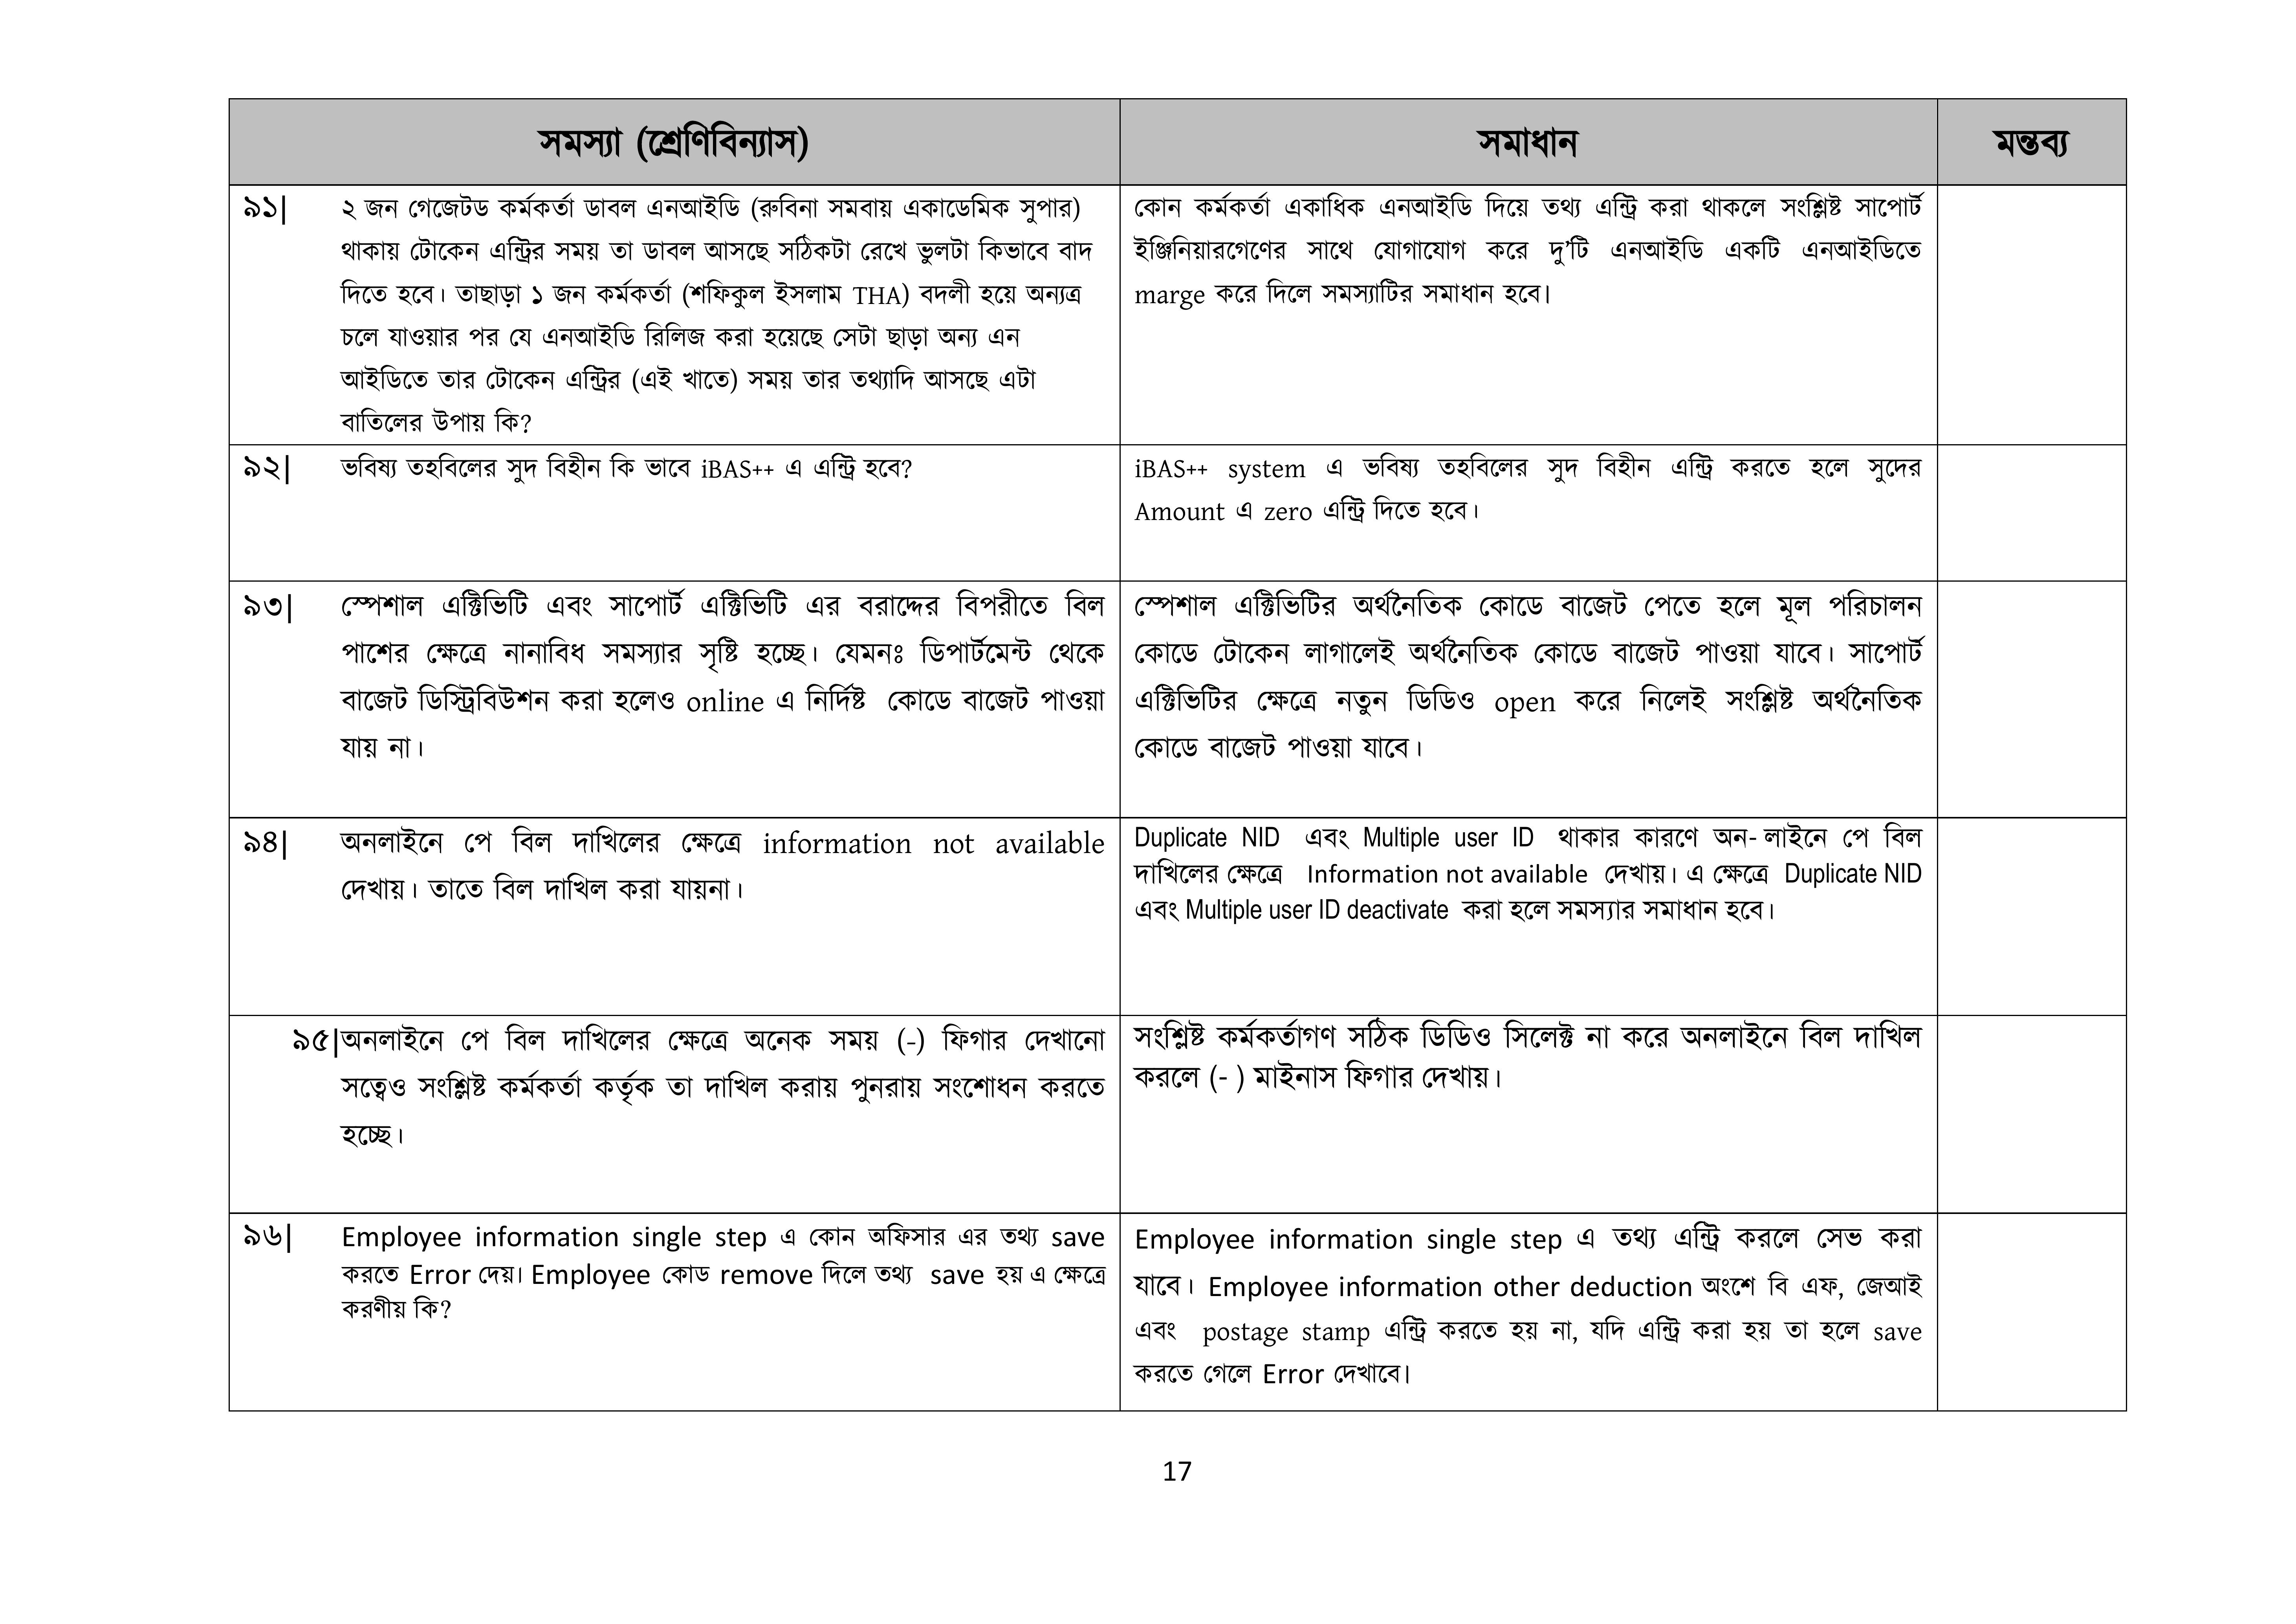 সমস্যা (শ্রেণিবিন্যাস)
সমাধান
মন্তব্য
৯১|
২ জন গেজেটড কর্মকর্তা ডাবল এনআইডি (রুবিনা সমবায় একাডেমিক সুপার)
থাকায় টোকেন এন্ট্রির সময় তা ডাবল আসছে সঠিকটা রেখে ভুলটা কিভাবে বাদ
দিতে হবে। তাছাড়া ১ জন কর্মকর্তা (শফিকুল ইসলাম THA) বদলী হয়ে অন্যত্র
চলে যাওয়ার পর যে এনআইডি রিলিজ করা হয়েছে সেটা ছাড়া অন্য এন
আইডিতে তার টোকেন এন্ট্রির (এই খাতে) সময় তার তথ্যাদি আসছে এটা
বাতিলের উপায় কি?
কোন কর্মকর্তা একাধিক এনআইডি দিয়ে তথ্য এন্ট্রি করা থাকলে সংশ্লিষ্ট সাপোর্ট
ইঞ্জিনিয়ারগেণের সাথে যোগাযোগ করে দু’টি এনআইডি একটি এনআইডিতে
marge করে দিলে সমস্যাটির সমাধান হবে।
৯২|
ভবিষ্য তহবিলের সুদ বিহীন কি ভাবে iBAS++ এ এন্ট্রি হবে?
iBAS++ system এ ভবিষ্য তহবিলের সুদ বিহীন এন্ট্রি করতে হলে সুদের
Amount এ zero এন্ট্রি দিতে হবে।
৯৩|
স্পেশাল এক্টিভিটি এবং সাপোর্ট এক্টিভিটি এর বরাদ্দের বিপরীতে বিল
পাশের ক্ষেত্রে নানাবিধ সমস্যার সৃষ্টি হচ্ছে। যেমনঃ ডিপার্টমেন্ট থেকে
বাজেট ডিস্ট্রিবিউশন করা হলেও online এ নির্দিষ্ট কোডে বাজেট পাওয়া
যায় না।
স্পেশাল এক্টিভিটির অর্থনৈতিক কোডে বাজেট পেতে হলে মূল পরিচালন
কোডে টোকেন লাগালেই অর্থনৈতিক কোডে বাজেট পাওয়া যাবে। সাপোর্ট
এক্টিভিটির ক্ষেত্রে নতুন ডিডিও open করে নিলেই সংশ্লিষ্ট অর্থনৈতিক
কোডে বাজেট পাওয়া যাবে।
৯৪|
অনলাইনে পে বিল দাখিলের ক্ষেত্রে information not available
দেখায়। তাতে বিল দাখিল করা যায়না।
Duplicate NID এবং Multiple user ID থাকার কারণে অন- লাইনে পে বিল
দাখিলের ক্ষেত্রে Information not available দেখায়। এ ক্ষেত্রে Duplicate NID
এবং Multiple user ID deactivate করা হলে সমস্যার সমাধান হবে।
৯৫|অনলাইনে পে বিল দাখিলের ক্ষেত্রে অনেক সময় (-) ফিগার দেখানো
সত্বেও সংশ্লিষ্ট কর্মকর্তা কর্তৃক তা দাখিল করায় পুনরায় সংশোধন করতে
হচ্ছে।
সংশ্লিষ্ট কর্মকর্তাগণ সঠিক ডিডিও সিলেক্ট না করে অনলাইনে বিল দাখিল
করলে (- ) মাইনাস ফিগার দেখায়।
৯৬|
Employee information single step এ কোন অফিসার এর তথ্য save
করতে Error দেয়। Employee কোড remove দিলে তথ্য save হয় এ ক্ষেত্রে
করণীয় কি?
Employee information single step এ তথ্য এন্ট্রি করলে সেভ করা
যাবে। Employee information other deduction অংশে বি এফ, জেআই
এবং postage stamp এন্ট্রি করতে হয় না, যদি এন্ট্রি করা হয় তা হলে save
করতে গেলে Error দেখাবে।
17